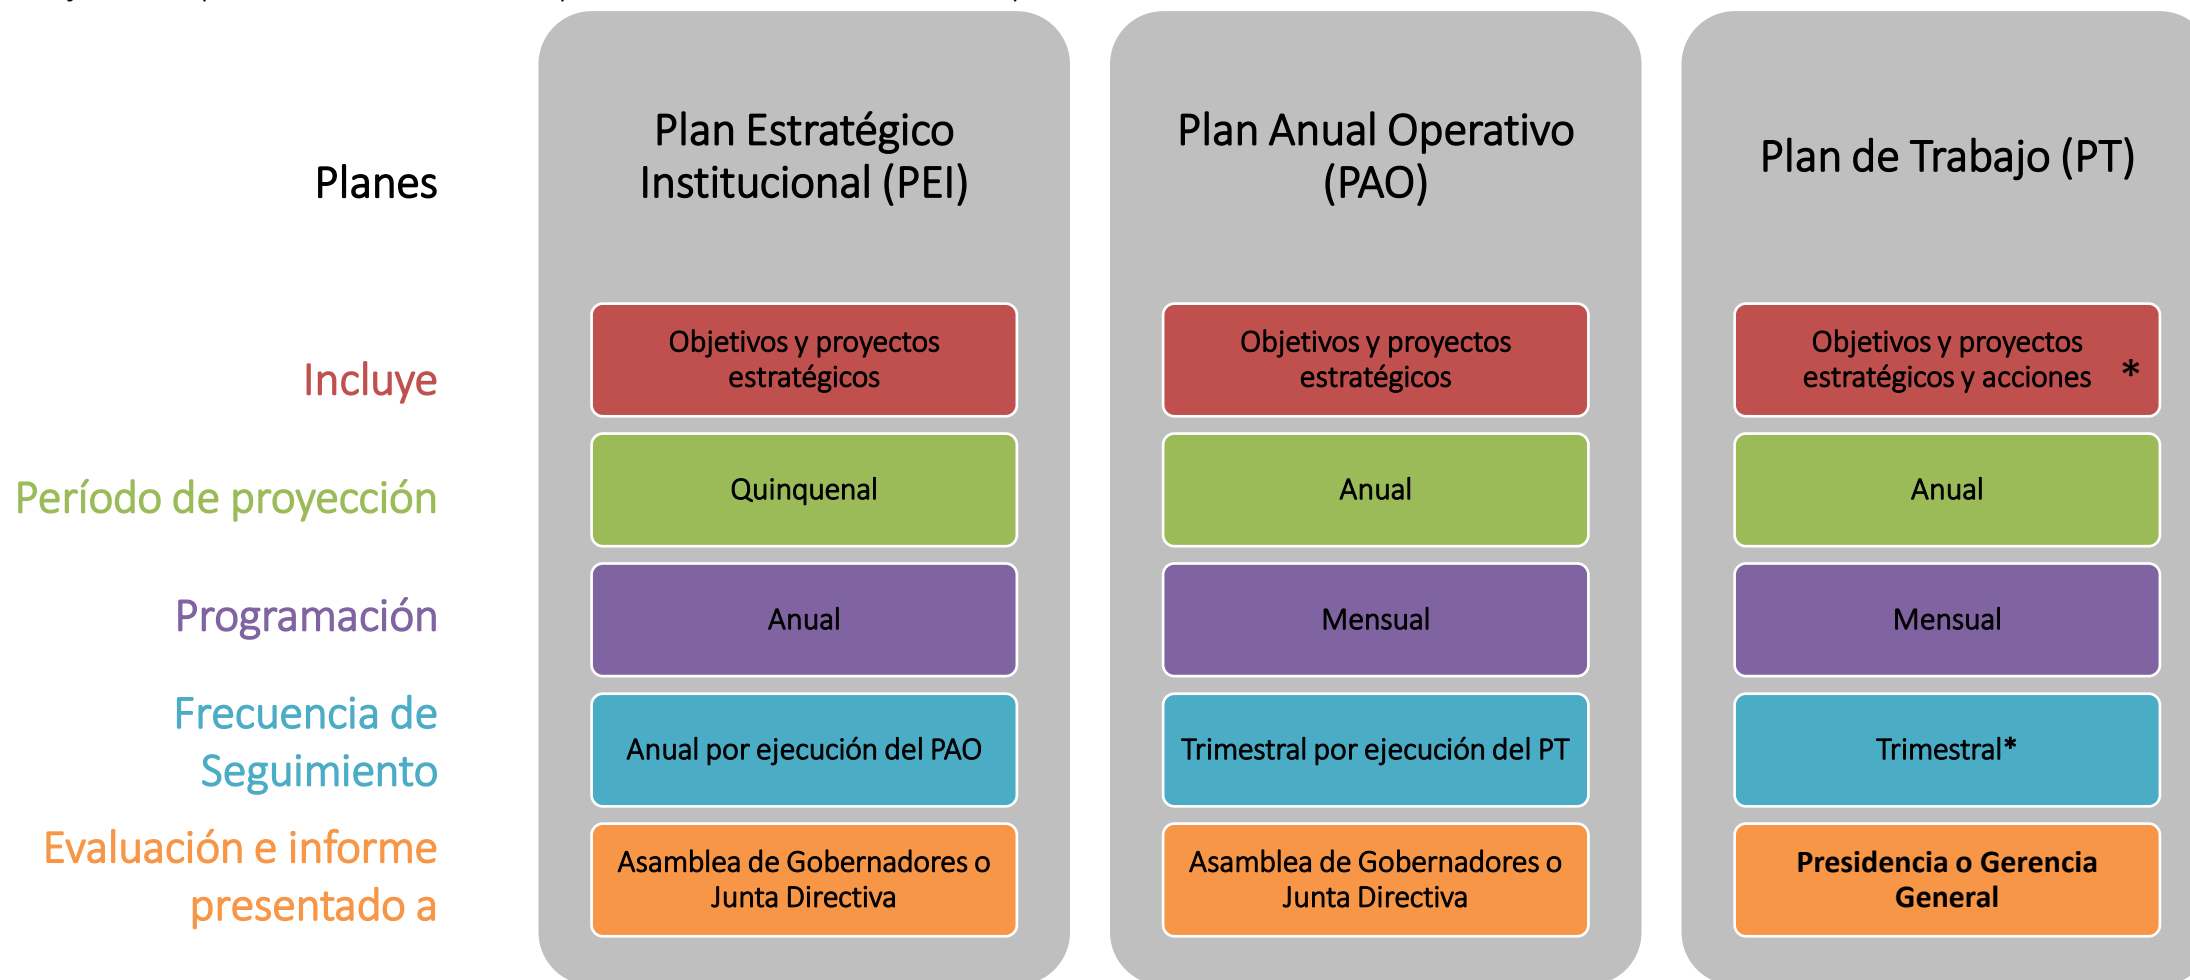 Planes
Plan Estratégico
Institucional (PEI)
Plan Anual Operativo
(PAO)
Plan de Trabajo (PT)
Incluye
Objetivos y proyectos
estratégicos
Objetivos y proyectos
estratégicos
Objetivos y proyectos
estratégicos y acciones *
Período de proyección
Quinquenal
Anual
Anual
Programación
Anual
Mensual
Mensual
Frecuencia de
Seguimiento
Anual por ejecución del PAO
Trimestral por ejecución del PT
Trimestral*
Evaluación e informe
presentado a
Asamblea de Gobernadores o
Junta Directiva
Asamblea de Gobernadores o
Junta Directiva
Presidencia o Gerencia
General